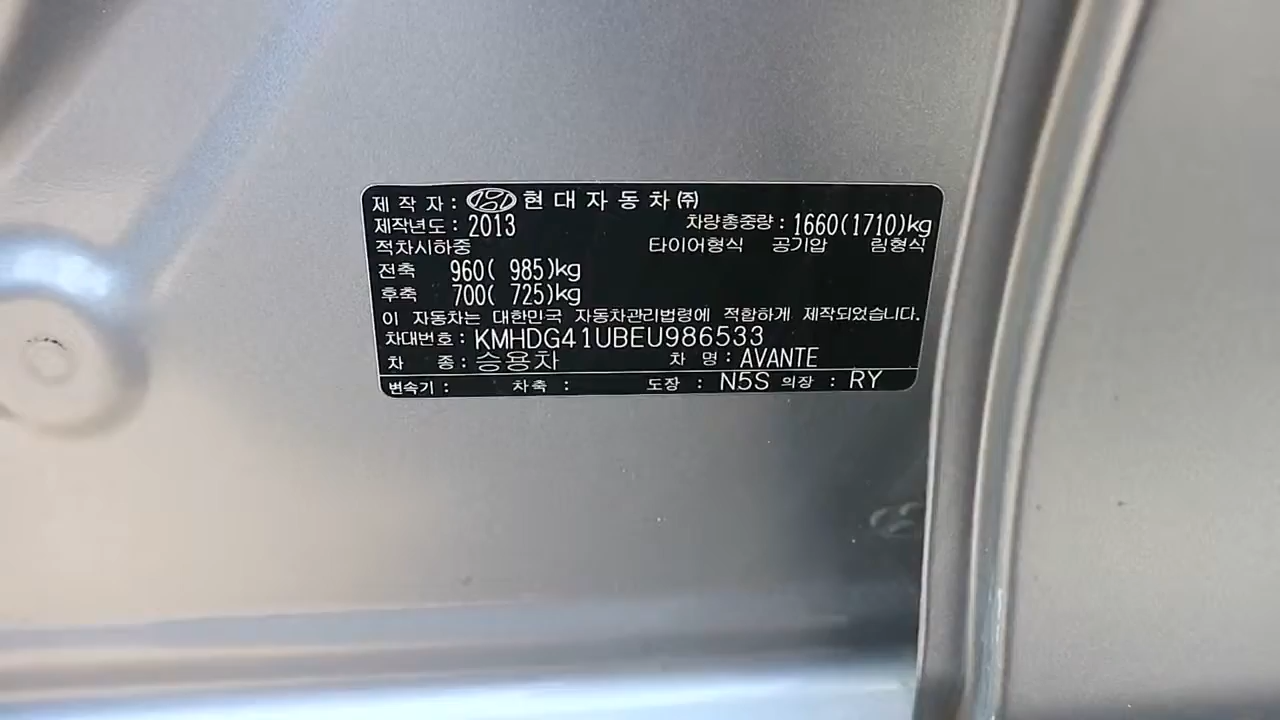 제 작 자 : 현대자동차㈜
제작년도 : 2013 차량총중량 : 1660(1710)kg
적차시하중 타이어형식 공기압 림형식
전축 960( 985)kg
후축 700( 725)kg
이 자동차는 대한민국 자동차관리법령에 적합하게 제작되었습니다.
차대번호 : KMHDG41UBEU986533
차 종 : 승용차 차 명 : AVANTE
변속기 : 차축 : 도장 : N5S 의장 : RY